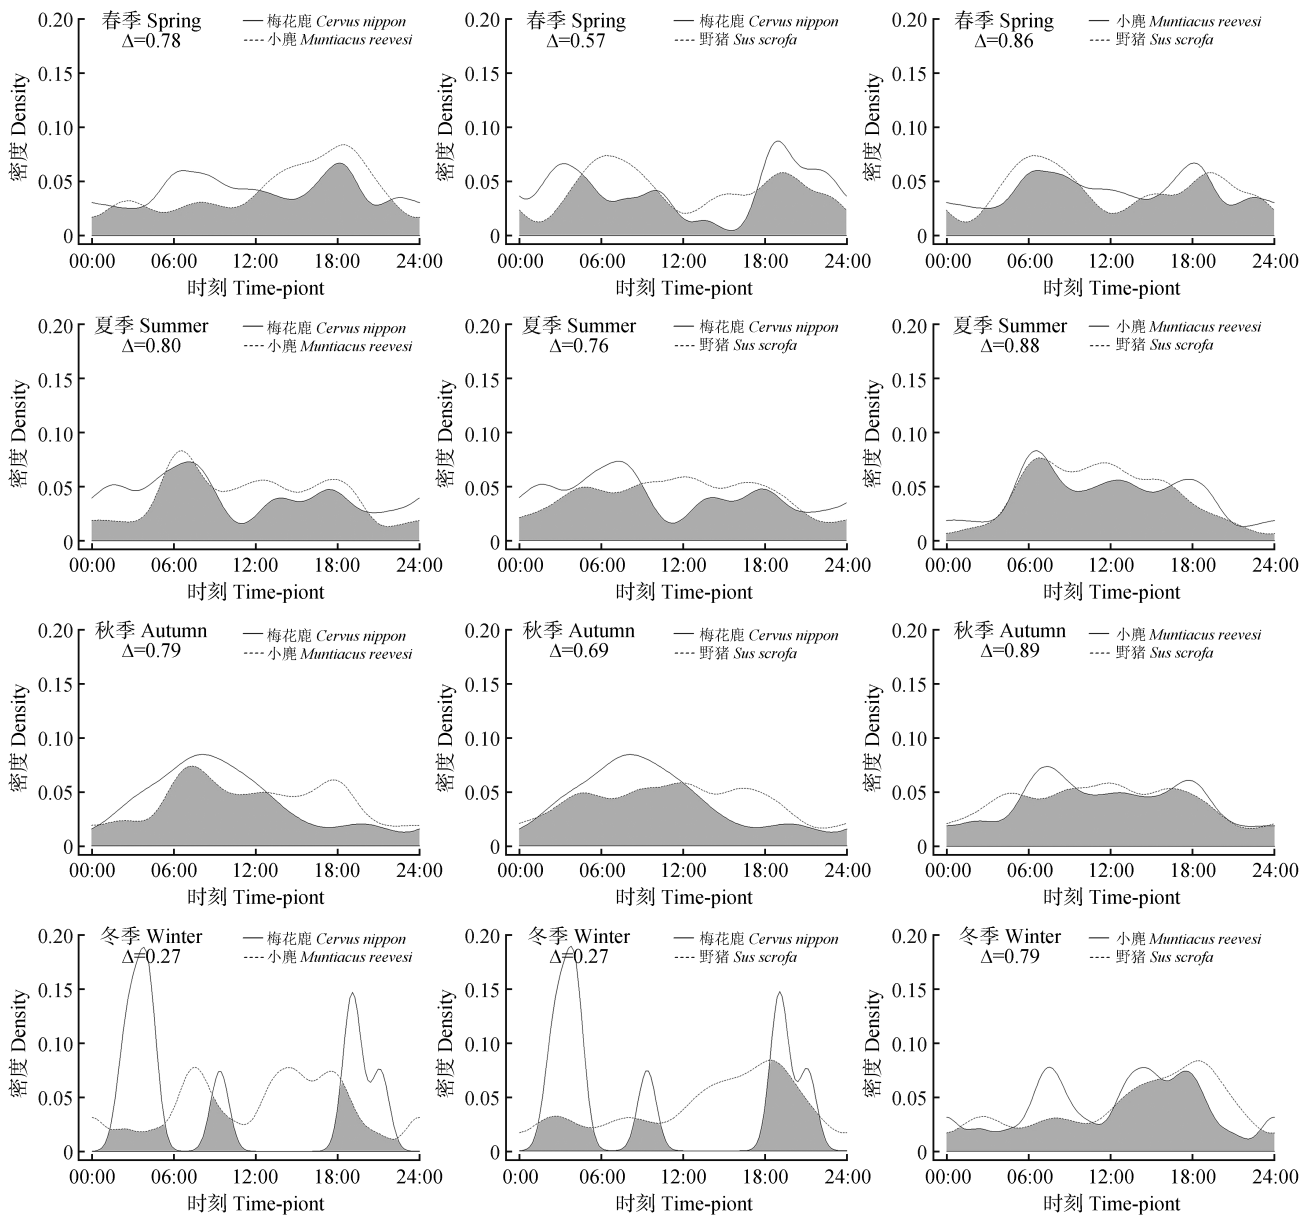 春季 Spring
Δ=0.78
梅花鹿 Cervus nippon
小麂 Muntiacus reevesi
密度 Density
0.20
0.15
0.10
0.05
0
00:00 06:00 12:00 18:00 24:00
时刻 Time-piont
春季 Spring
Δ=0.57
梅花鹿 Cervus nippon
野猪 Sus scrofa
密度 Density
0.20
0.15
0.10
0.05
0
00:00 06:00 12:00 18:00 24:00
时刻 Time-piont
春季 Spring
Δ=0.86
小麂 Muntiacus reevesi
野猪 Sus scrofa
密度 Density
0.20
0.15
0.10
0.05
0
00:00 06:00 12:00 18:00 24:00
时刻 Time-piont
夏季 Summer
Δ=0.80
梅花鹿 Cervus nippon
小麂 Muntiacus reevesi
密度 Density
0.20
0.15
0.10
0.05
0
00:00 06:00 12:00 18:00 24:00
时刻 Time-piont
夏季 Summer
Δ=0.76
梅花鹿 Cervus nippon
野猪 Sus scrofa
密度 Density
0.20
0.15
0.10
0.05
0
00:00 06:00 12:00 18:00 24:00
时刻 Time-piont
夏季 Summer
Δ=0.88
小麂 Muntiacus reevesi
野猪 Sus scrofa
密度 Density
0.20
0.15
0.10
0.05
0
00:00 06:00 12:00 18:00 24:00
时刻 Time-piont
秋季 Autumn
Δ=0.79
梅花鹿 Cervus nippon
小麂 Muntiacus reevesi
密度 Density
0.20
0.15
0.10
0.05
0
00:00 06:00 12:00 18:00 24:00
时刻 Time-piont
秋季 Autumn
Δ=0.69
梅花鹿 Cervus nippon
野猪 Sus scrofa
密度 Density
0.20
0.15
0.10
0.05
0
00:00 06:00 12:00 18:00 24:00
时刻 Time-piont
秋季 Autumn
Δ=0.89
小麂 Muntiacus reevesi
野猪 Sus scrofa
密度 Density
0.20
0.15
0.10
0.05
0
00:00 06:00 12:00 18:00 24:00
时刻 Time-piont
冬季 Winter
Δ=0.27
梅花鹿 Cervus nippon
小麂 Muntiacus reevesi
密度 Density
0.20
0.15
0.10
0.05
0
00:00 06:00 12:00 18:00 24:00
时刻 Time-piont
冬季 Winter
Δ=0.27
梅花鹿 Cervus nippon
野猪 Sus scrofa
密度 Density
0.20
0.15
0.10
0.05
0
00:00 06:00 12:00 18:00 24:00
时刻 Time-piont
冬季 Winter
Δ=0.79
小麂 Muntiacus reevesi
野猪 Sus scrofa
密度 Density
0.20
0.15
0.10
0.05
0
00:00 06:00 12:00 18:00 24:00
时刻 Time-piont